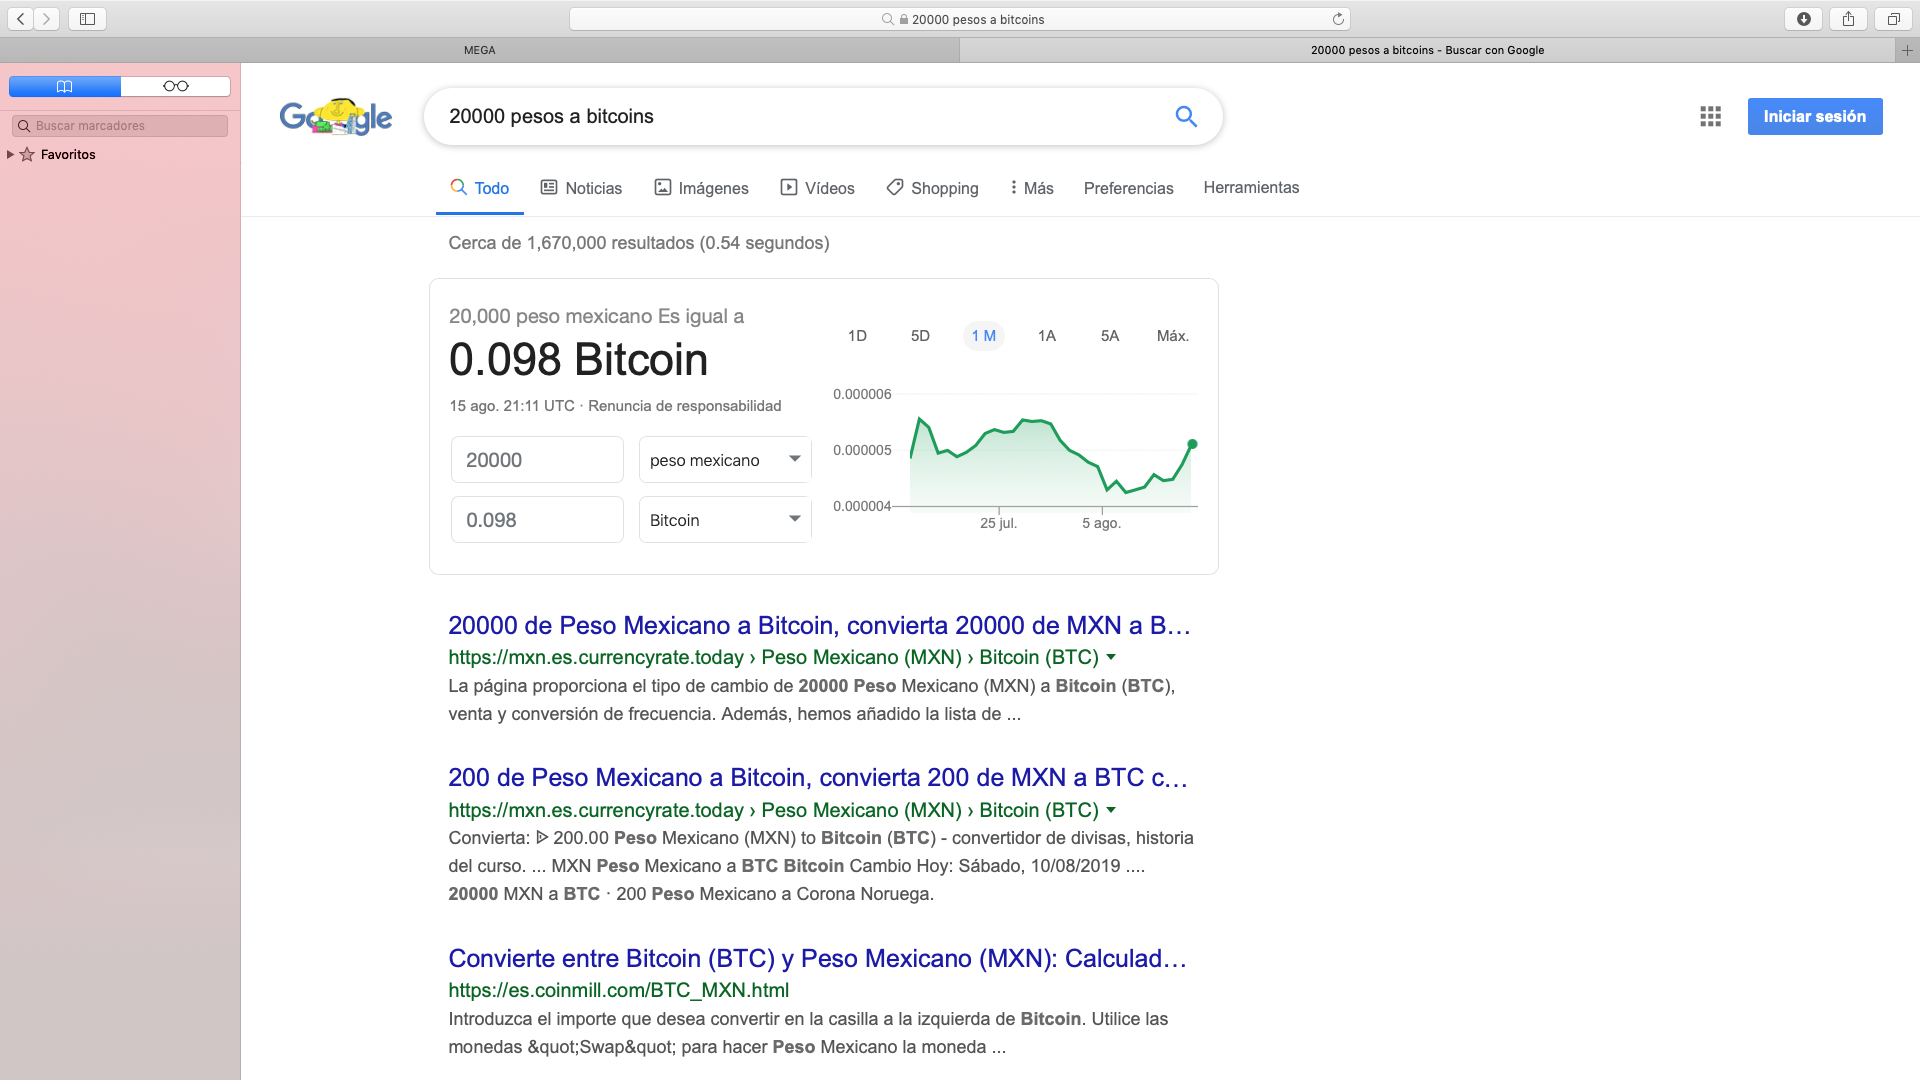 20000 pesos a bitcoins
MEGA
20000 pesos a bitcoins - Buscar con Google
Buscar marcadores
Favoritos
Google
20000 pesos a bitcoins
Iniciar sesión
Todo Noticias Imágenes Vídeos Shopping Más Preferencias Herramientas
Cerca de 1,670,000 resultados (0.54 segundos)
20,000 peso mexicano Es igual a
0.098 Bitcoin
15 ago. 21:11 UTC · Renuncia de responsabilidad
20000 peso mexicano
0.098 Bitcoin
1D 5D 1 M 1A 5A Máx.
0.000006
0.000005
0.000004
25 jul. 5 ago.
20000 de Peso Mexicano a Bitcoin, convierta 20000 de MXN a B...
https://mxn.es.currencyrate.today › Peso Mexicano (MXN) › Bitcoin (BTC)
La página proporciona el tipo de cambio de 20000 Peso Mexicano (MXN) a Bitcoin (BTC),
venta y conversión de frecuencia. Además, hemos añadido la lista de ...
200 de Peso Mexicano a Bitcoin, convierta 200 de MXN a BTC c...
https://mxn.es.currencyrate.today › Peso Mexicano (MXN) › Bitcoin (BTC)
Convierta: ᐉ 200.00 Peso Mexicano (MXN) to Bitcoin (BTC) - convertidor de divisas, historia
del curso. ... MXN Peso Mexicano a BTC Bitcoin Cambio Hoy: Sábado, 10/08/2019 ....
20000 MXN a BTC · 200 Peso Mexicano a Corona Noruega.
Convierte entre Bitcoin (BTC) y Peso Mexicano (MXN): Calculad...
https://es.coinmill.com/BTC_MXN.html
Introduzca el importe que desea convertir en la casilla a la izquierda de Bitcoin. Utilice las
monedas &quot;Swap&quot; para hacer Peso Mexicano la moneda ...